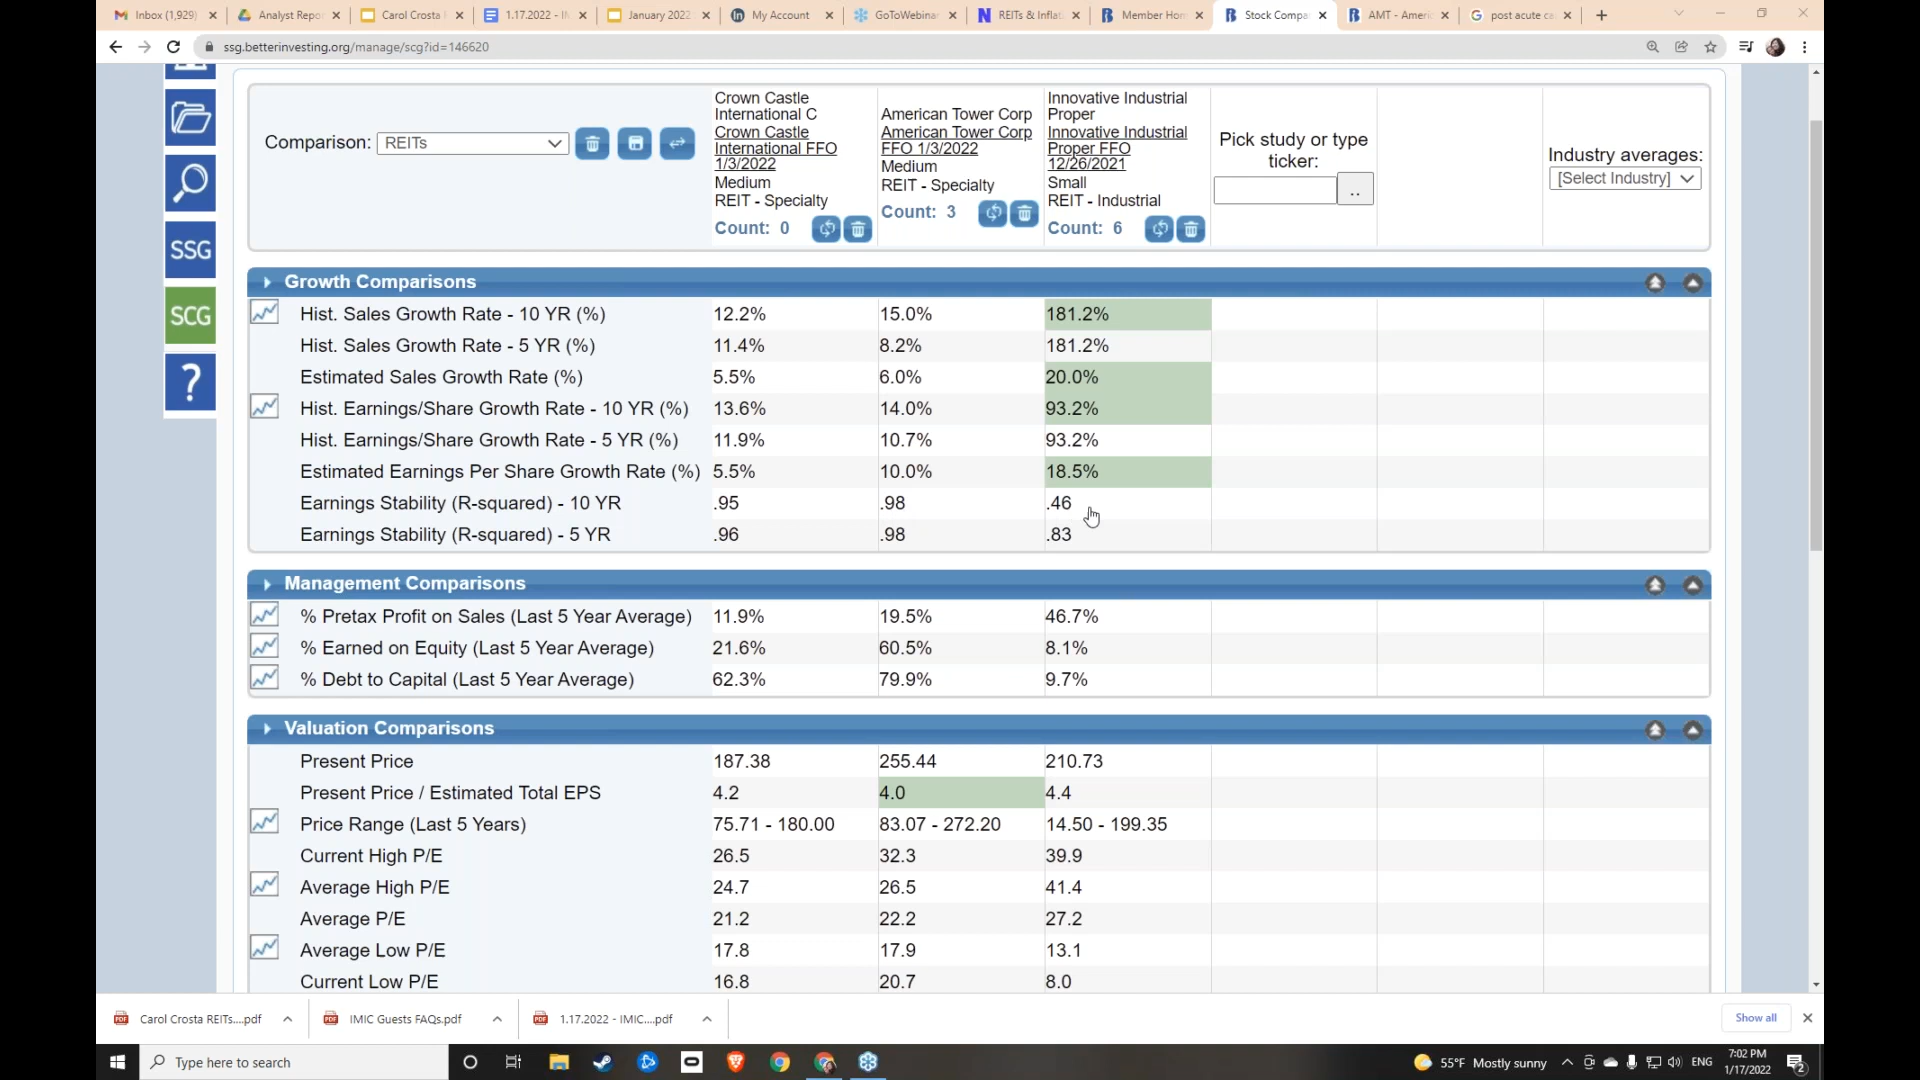 Inbox (1,929)
Analyst Repor
Carol Crosta
1.17.2022 - I
January 2022
My Account
GoToWebinar
REITs & Infla
Member Hom
Stock Compa
AMT - Ameri
post acute ca
ssg.betterinvesting.org/manage/scg?id=146620
SSG
SCG
?
Comparison: REITs
Crown Castle
International C
Crown Castle
International FFO
1/3/2022
Medium
REIT - Specialty
Count: 0
American Tower Corp
American Tower Corp
FFO 1/3/2022
Medium
REIT - Specialty
Count: 3
Innovative Industrial
Proper
Innovative Industrial
Proper FFO
12/26/2021
Small
REIT - Industrial
Count: 6
Pick study or type
ticker:
..
Industry averages:
[Select Industry]
Growth Comparisons
Hist. Sales Growth Rate - 10 YR (%) 12.2% 15.0% 181.2%
Hist. Sales Growth Rate - 5 YR (%) 11.4% 8.2% 181.2%
Estimated Sales Growth Rate (%) 5.5% 6.0% 20.0%
Hist. Earnings/Share Growth Rate - 10 YR (%) 13.6% 14.0% 93.2%
Hist. Earnings/Share Growth Rate - 5 YR (%) 11.9% 10.7% 93.2%
Estimated Earnings Per Share Growth Rate (%) 5.5% 10.0% 18.5%
Earnings Stability (R-squared) - 10 YR .95 .98 .46
Earnings Stability (R-squared) - 5 YR .96 .98 .83
Management Comparisons
% Pretax Profit on Sales (Last 5 Year Average) 11.9% 19.5% 46.7%
% Earned on Equity (Last 5 Year Average) 21.6% 60.5% 8.1%
% Debt to Capital (Last 5 Year Average) 62.3% 79.9% 9.7%
Valuation Comparisons
Present Price 187.38 255.44 210.73
Present Price / Estimated Total EPS 4.2 4.0 4.4
Price Range (Last 5 Years) 75.71 - 180.00 83.07 - 272.20 14.50 - 199.35
Current High P/E 26.5 32.3 39.9
Average High P/E 24.7 26.5 41.4
Average P/E 21.2 22.2 27.2
Average Low P/E 17.8 17.9 13.1
Current Low P/E 16.8 20.7 8.0
Carol Crosta REITs....pdf
IMIC Guests FAQs.pdf
1.17.2022 - IMIC....pdf
Show all
Type here to search
55°F Mostly sunny
ENG
7:02 PM
1/17/2022
2